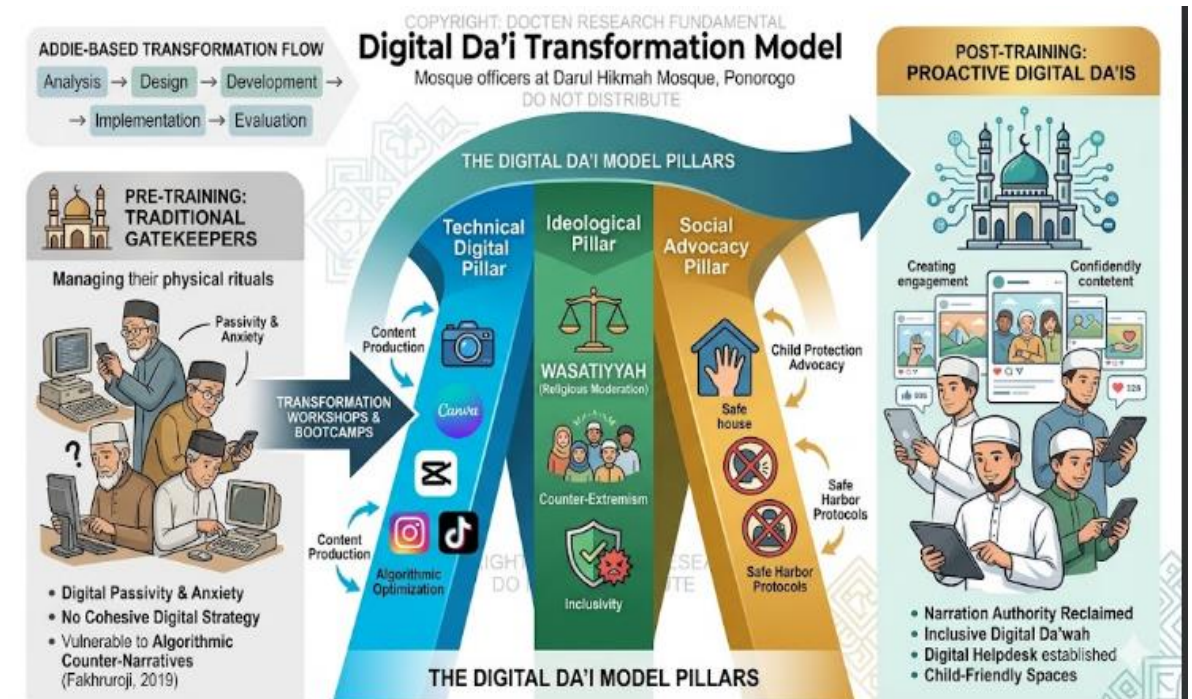 COPYRIGHT: DOCTEN RESEARCH FUNDAMENTAL
Digital Da'i Transformation Model
Mosque officers at Darul Hikmah Mosque, Ponorogo
DO NOT DISTRIBUTE
ADDIE-BASED TRANSFORMATION FLOW
Analysis → Design → Development →
→ Implementation → Evaluation
PRE-TRAINING:
TRADITIONAL
GATEKEEPERS
Managing their physical rituals
Passivity &
Anxiety
?
• Digital Passivity & Anxiety
• No Cohesive Digital Strategy
• Vulnerable to Algorithmic
Counter-Narratives
(Fakhruroji, 2019)
TRANSFORMATION
WORKSHOPS &
BOOTCAMPS
THE DIGITAL DA'I MODEL PILLARS
Technical
Digital
Pillar
Content
Production
Canva
Content
Production
Algorithmic
Optimization
Ideological
Pillar
WASATIYYAH
(Religious Moderation)
Counter-Extremism
Inclusivity
Social
Advocacy
Pillar
Child Protection
Advocacy
Safe
house
Safe
Harbor
Protocols
Safe Harbor
Protocols
THE DIGITAL DA'I MODEL PILLARS
POST-TRAINING:
PROACTIVE DIGITAL DA'IS
Creating
engagement
Confidendly
contetent
328
• Narration Authority Reclaimed
• Inclusive Digital Da'wah
• Digital Helpdesk established
• Child-Friendly Spaces